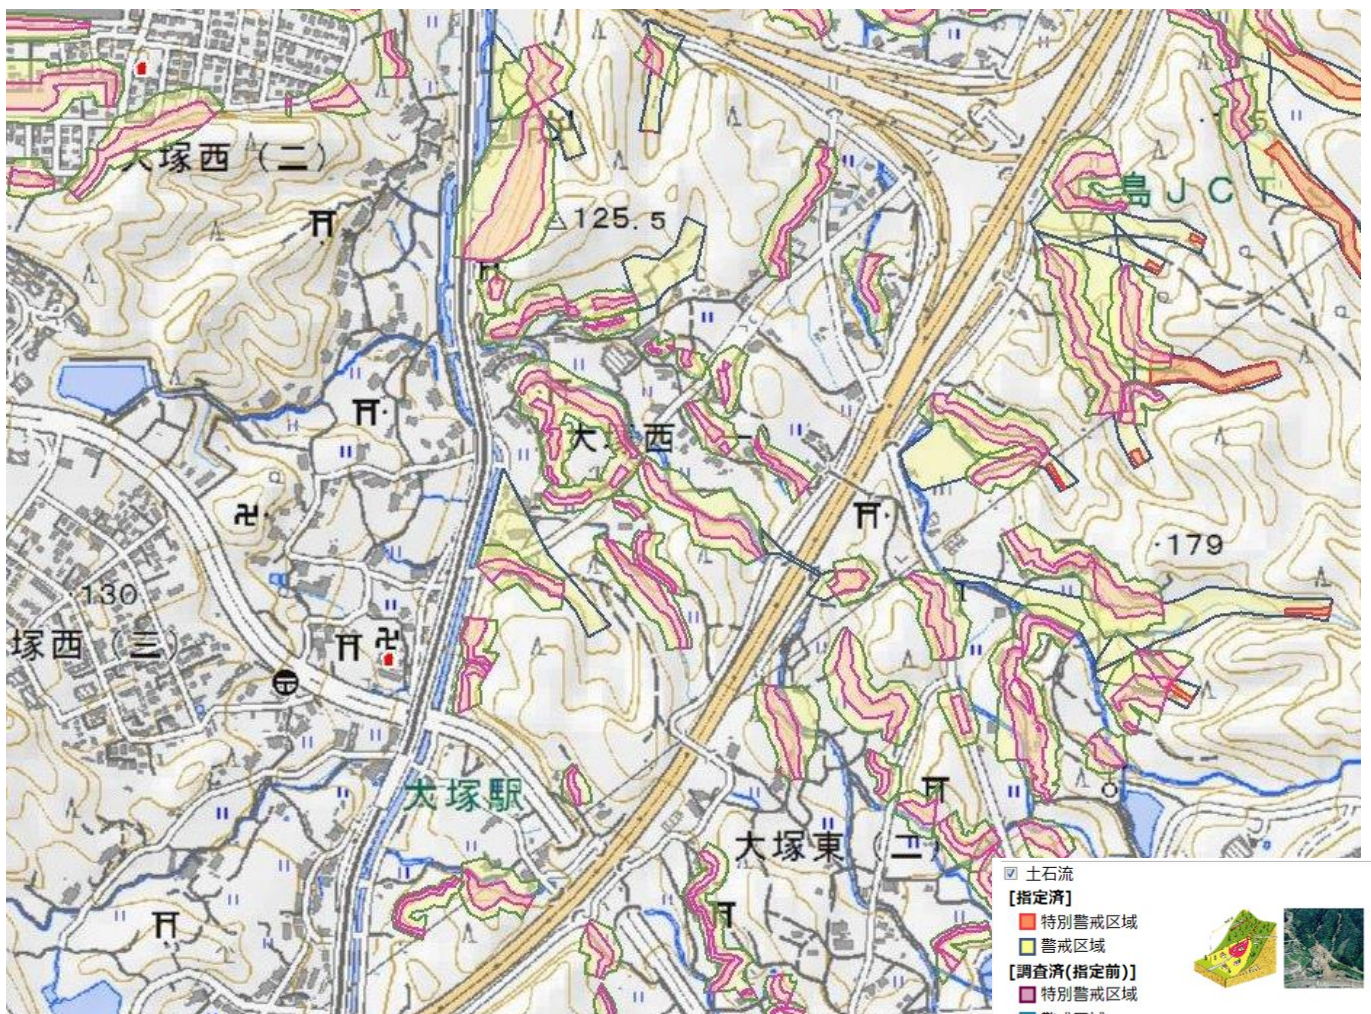 大塚西（二）
125.5
島ＪＣＴ
大塚西
179
130
塚西（三）
大塚駅
大塚東（二）
土石流
[指定済]
特別警戒区域
警戒区域
[調査済(指定前)]
特別警戒区域